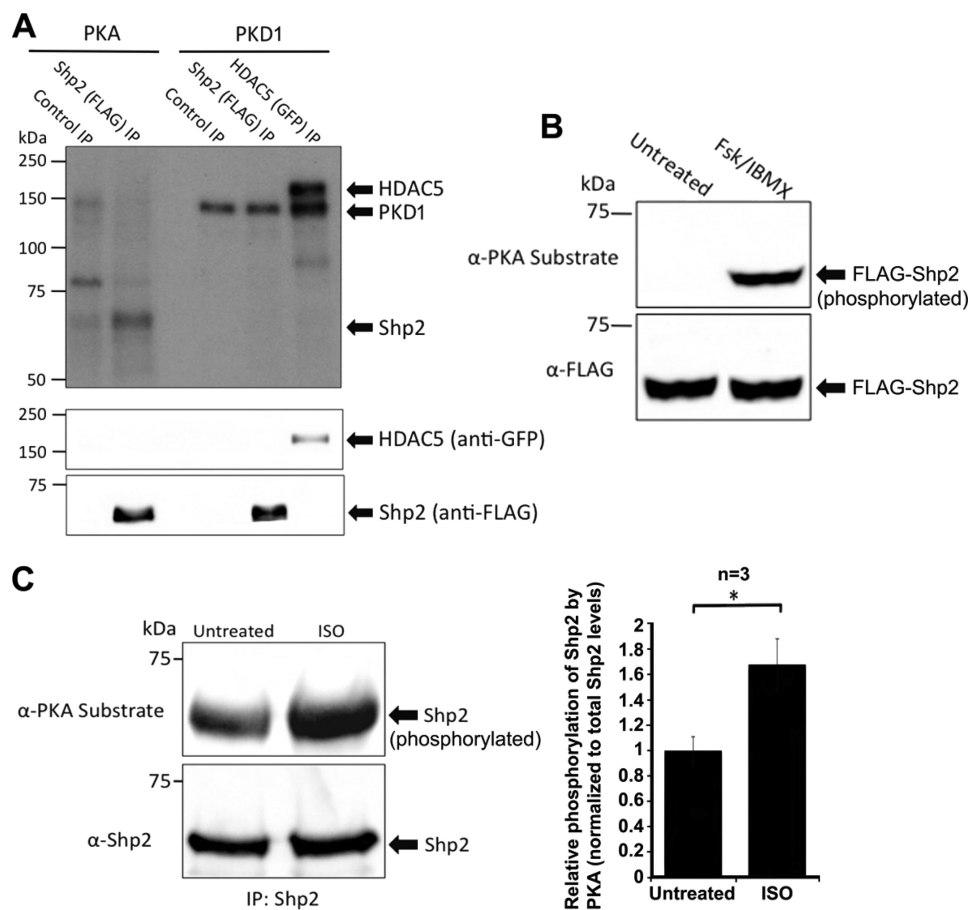 A
PKA
PKD1
Control IP
Shp2 (FLAG) IP
Control IP
Shp2 (FLAG) IP
HDAC5 (GFP) IP
kDa
250
150
100
75
50
HDAC5
PKD1
Shp2
250
150
HDAC5 (anti-GFP)
75
Shp2 (anti-FLAG)
B
Untreated
Fsk/IBMX
kDa
75
α-PKA Substrate
FLAG-Shp2
(phosphorylated)
75
α-FLAG
FLAG-Shp2
C
kDa
Untreated
ISO
75
α-PKA Substrate
Shp2
(phosphorylated)
75
α-Shp2
Shp2
IP: Shp2
n=3
*
Relative phosphorylation of Shp2 by
PKA (normalized to total Shp2 levels)
2
1.8
1.6
1.4
1.2
1
0.8
0.6
0.4
0.2
0
Untreated
ISO